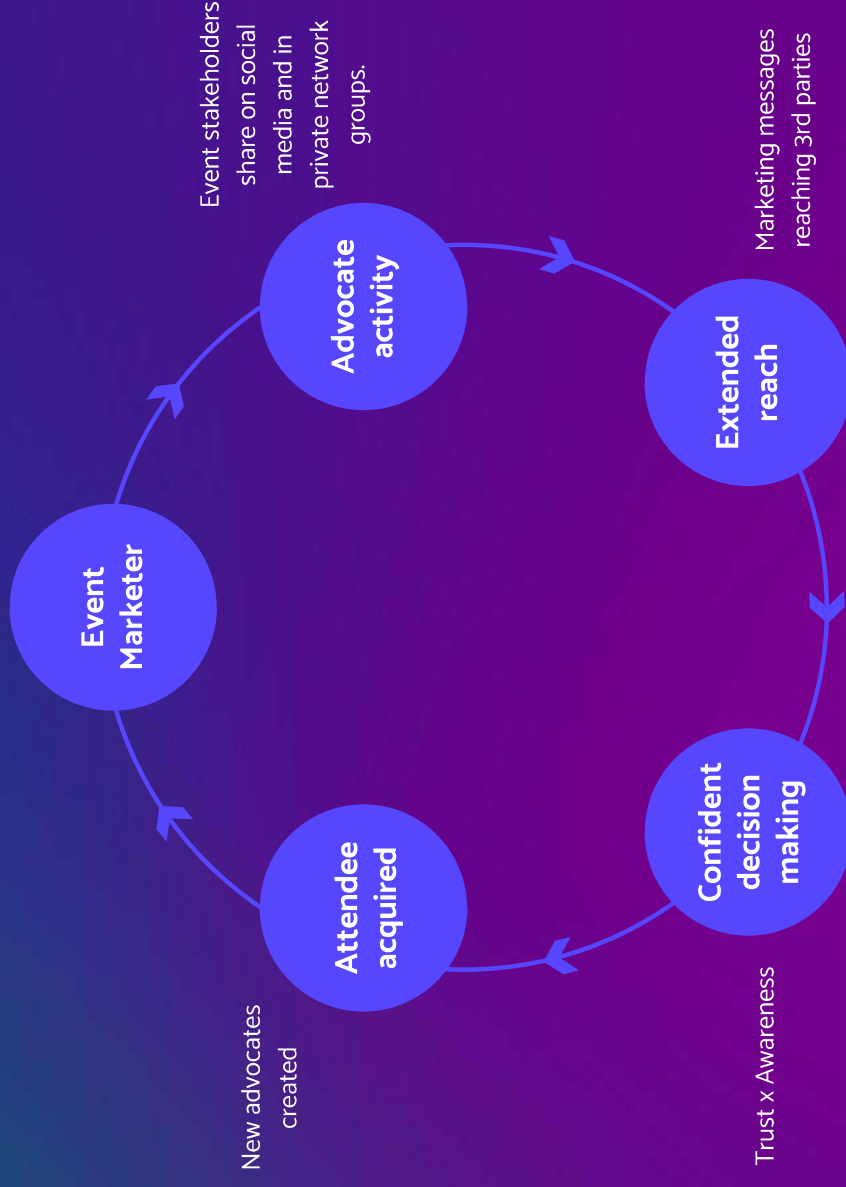 Event
Marketer
Advocate
activity
Event stakeholders
share on social
media and in
private network
groups.
Extended
reach
Marketing messages
reaching 3rd parties
Confident
decision
making
Trust x Awareness
Attendee
acquired
New advocates
created